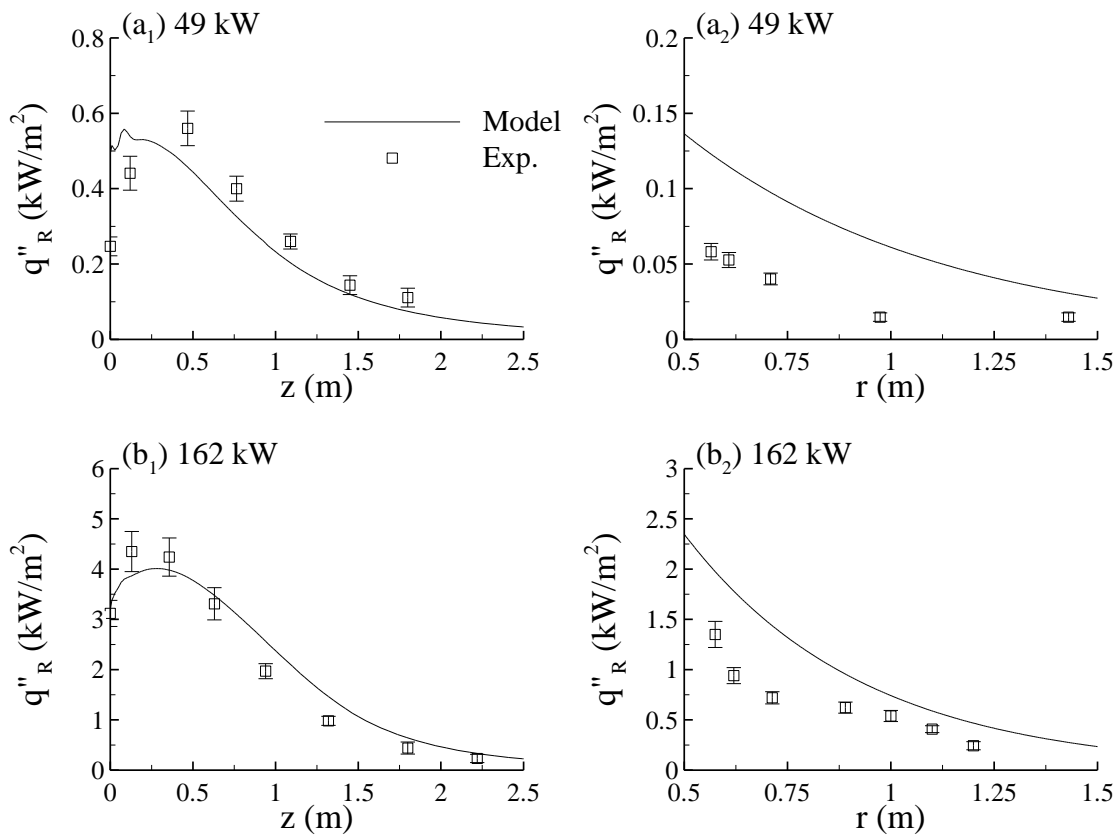 (a₁) 49 kW
q"R (kW/m²)
0.8
0.6
0.4
0.2
0
0 0.5 1 1.5 2 2.5
z (m)
Model
Exp.
(a₂) 49 kW
q"R (kW/m²)
0.2
0.15
0.1
0.05
0
0.5 0.75 1 1.25 1.5
r (m)
(b₁) 162 kW
q"R (kW/m²)
6
5
4
3
2
1
0
0 0.5 1 1.5 2 2.5
z (m)
(b₂) 162 kW
q"R (kW/m²)
3
2.5
2
1.5
1
0.5
0
0.5 0.75 1 1.25 1.5
r (m)